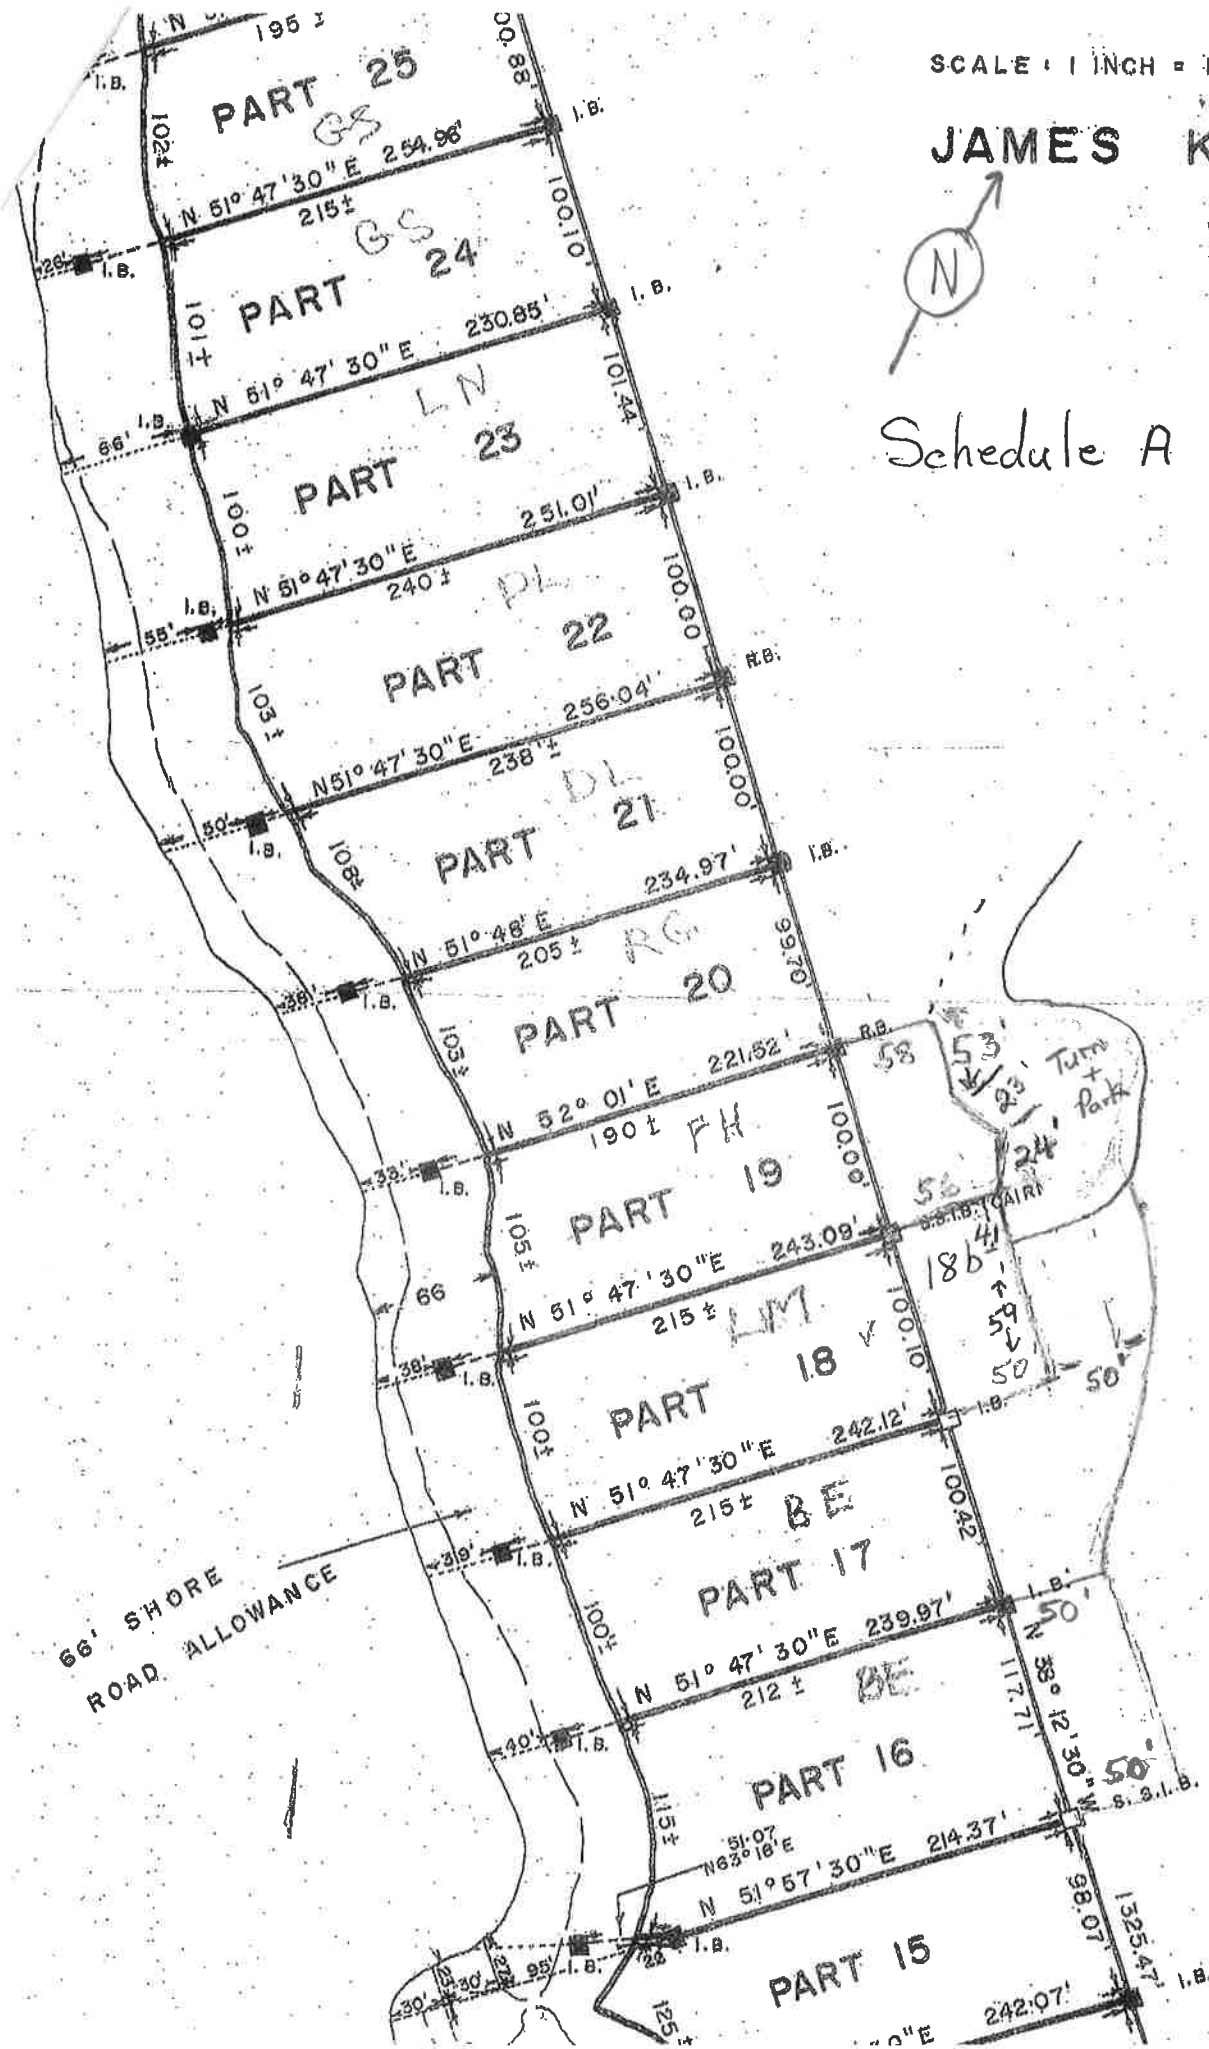 SCALE : 1 INCH =
JAMES K
N
Schedule A
195 ±
I.B.
PART 25
GS
102±
00.88'
I.B.
N 51° 47' 30" E 254.96'
215±
GS
PART 24
26'
I.B.
101±
100.10'
I.B.
N 51° 47' 30" E 230.85'
LN
PART 23
66'
I.B.
100±
101.44'
I.B.
N 51° 47' 30" E 251.01'
240±
PL
PART 22
55'
I.B.
103±
100.00
R.B.
N 51° 47' 30" E 256.04'
238'±
DL
PART 21
50'
I.B.
108±
100.00'
I.B.
N 51° 48' E 234.97'
205±
RG
PART 20
38'
I.B.
103±
99.70'
R.B.
58
53'
23'
24'
Turn
+
Park
N 52° 01' E 221.52'
190±
FH
PART 19
33'
I.B.
105±
100.00'
56
S.S.I.B.
N 51° 47' 30" E 243.09'
215±
LM
PART 18
66
38'
I.B.
100±
100.10'
18b
41
59
50
50'
I.B.
N 51° 47' 30" E 242.12'
215±
BE
PART 17
39'
I.B.
100±
100.42'
I.B.
50'
66' SHORE
ROAD ALLOWANCE
N 51° 47' 30" E 239.97'
212±
BE
PART 16
40'
I.B.
115±
117.71'
N 38° 12' 30" W
50'
S.S.I.B.
51.07
N63°18'E
N 51° 57' 30" E 214.37'
PART 15
I.B.
22
95'
I.B.
30'
30'
125±
98.07'
1325.47'
I.B.
242.07'